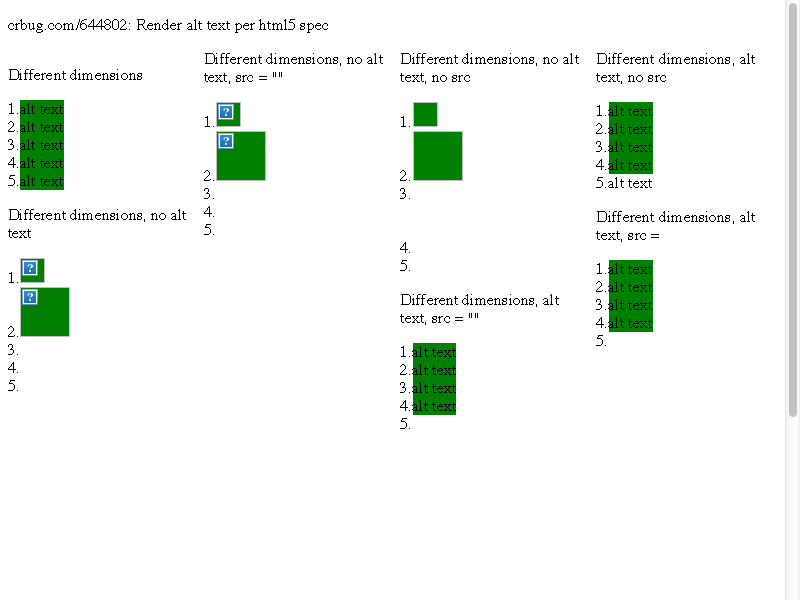 crbug.com/644802: Render alt text per html5 spec
Different dimensions
1.alt text
2.alt text
3.alt text
4.alt text
5.alt text
Different dimensions, no alt
text
1.
2.
3.
4.
5.
Different dimensions, no alt
text, src = ""
1.
2.
3.
4.
5.
Different dimensions, no alt
text, no src
1.
2.
3.
4.
5.
Different dimensions, alt
text, src = ""
1.alt text
2.alt text
3.alt text
4.alt text
5.
Different dimensions, alt
text, no src
1.alt text
2.alt text
3.alt text
4.alt text
5.alt text
Different dimensions, alt
text, src =
1.alt text
2.alt text
3.alt text
4.alt text
5.